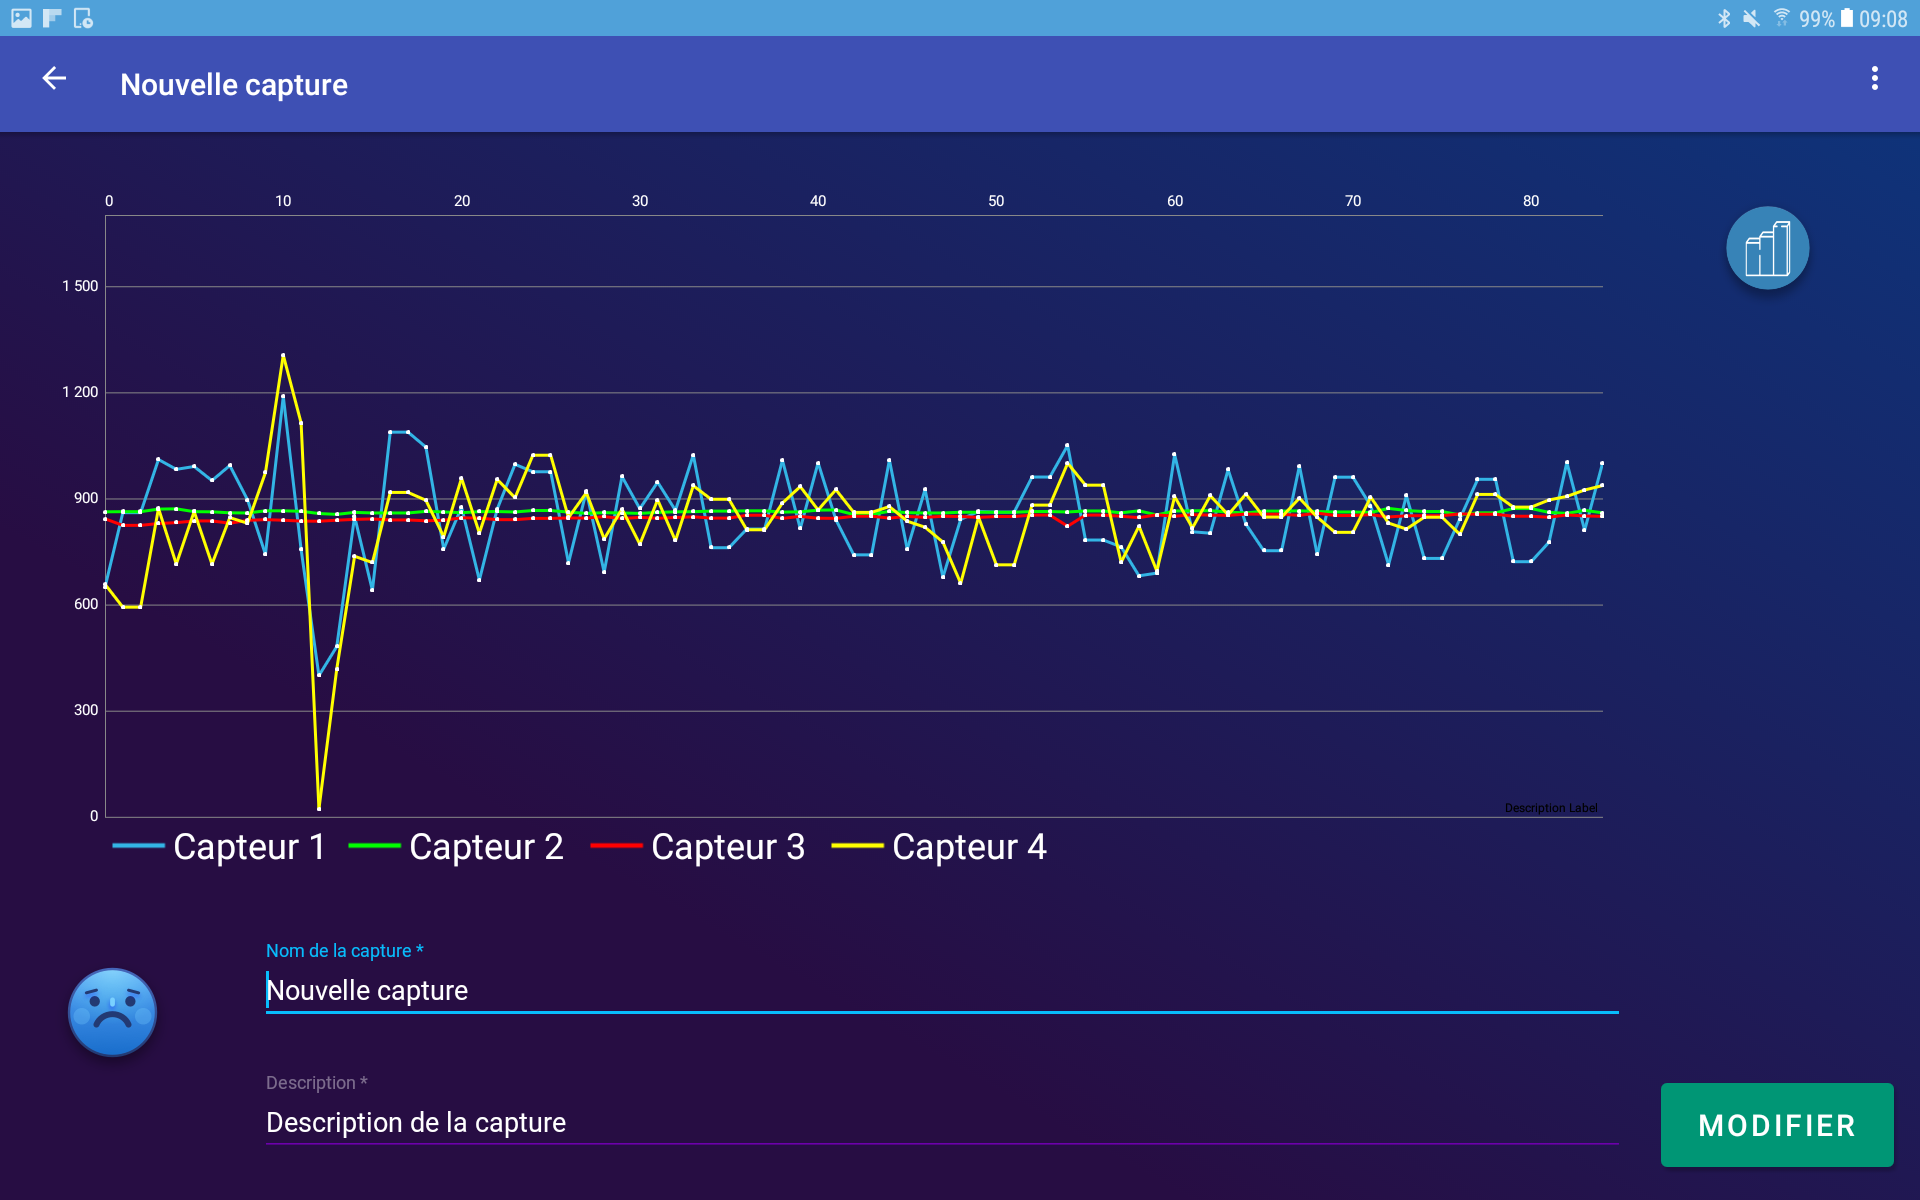 99% 09:08
Nouvelle capture
0 10 20 30 40 50 60 70 80
1 500
1 200
900
600
300
0
Description Label
Capteur 1 Capteur 2 Capteur 3 Capteur 4
Nom de la capture *
Nouvelle capture
Description *
Description de la capture
MODIFIER